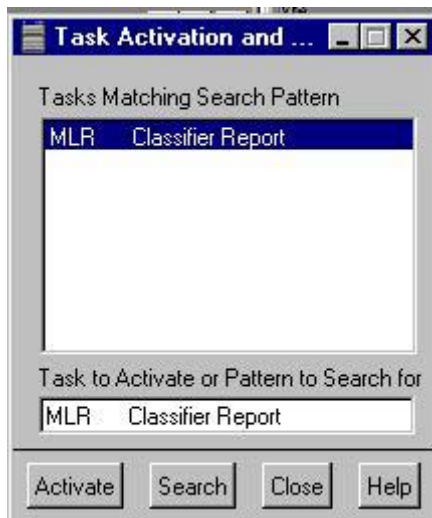 Task Activation and ...
Tasks Matching Search Pattern
MLR Classifier Report
Task to Activate or Pattern to Search for
MLR Classifier Report
Activate Search Close Help